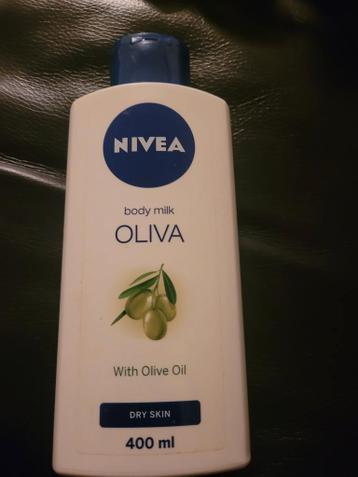 NIVEA
body milk
OLIVA
With Olive Oil
DRY SKIN
400 ml